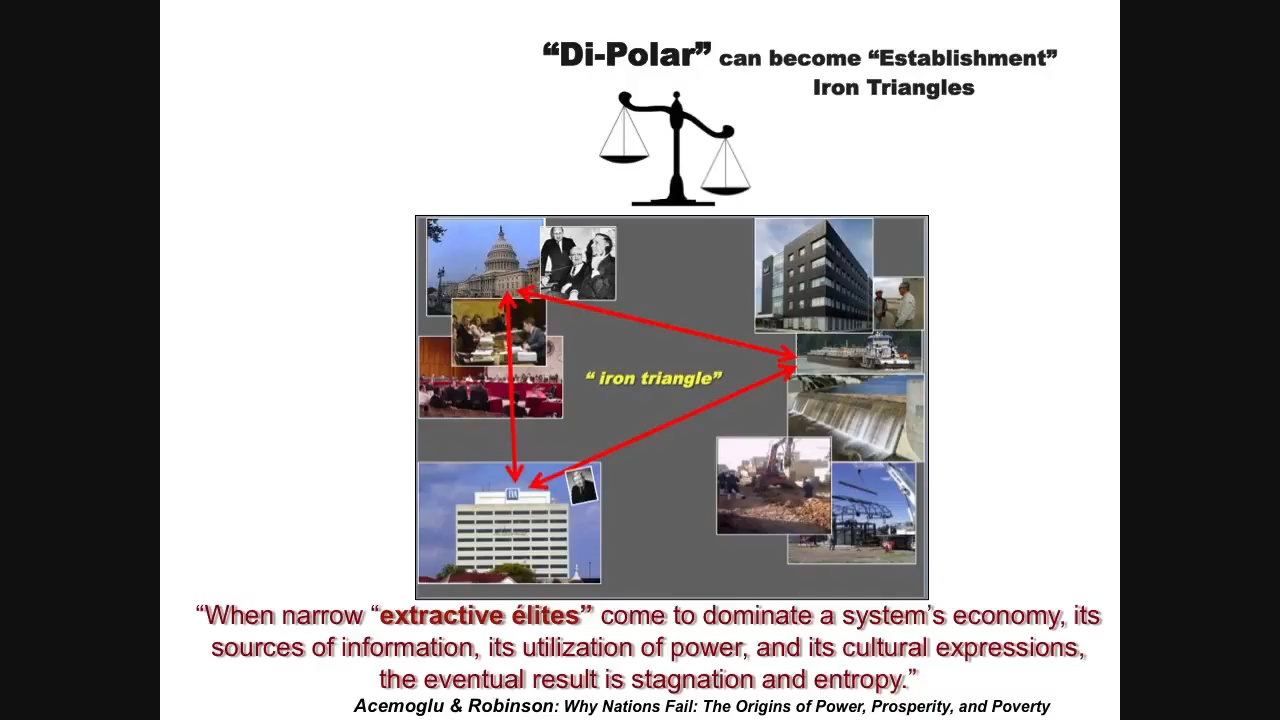 “Di-Polar” can become “Establishment”
Iron Triangles
“ iron triangle”
“When narrow “extractive élites” come to dominate a system’s economy, its
sources of information, its utilization of power, and its cultural expressions,
the eventual result is stagnation and entropy.”
Acemoglu & Robinson: Why Nations Fail: The Origins of Power, Prosperity, and Poverty